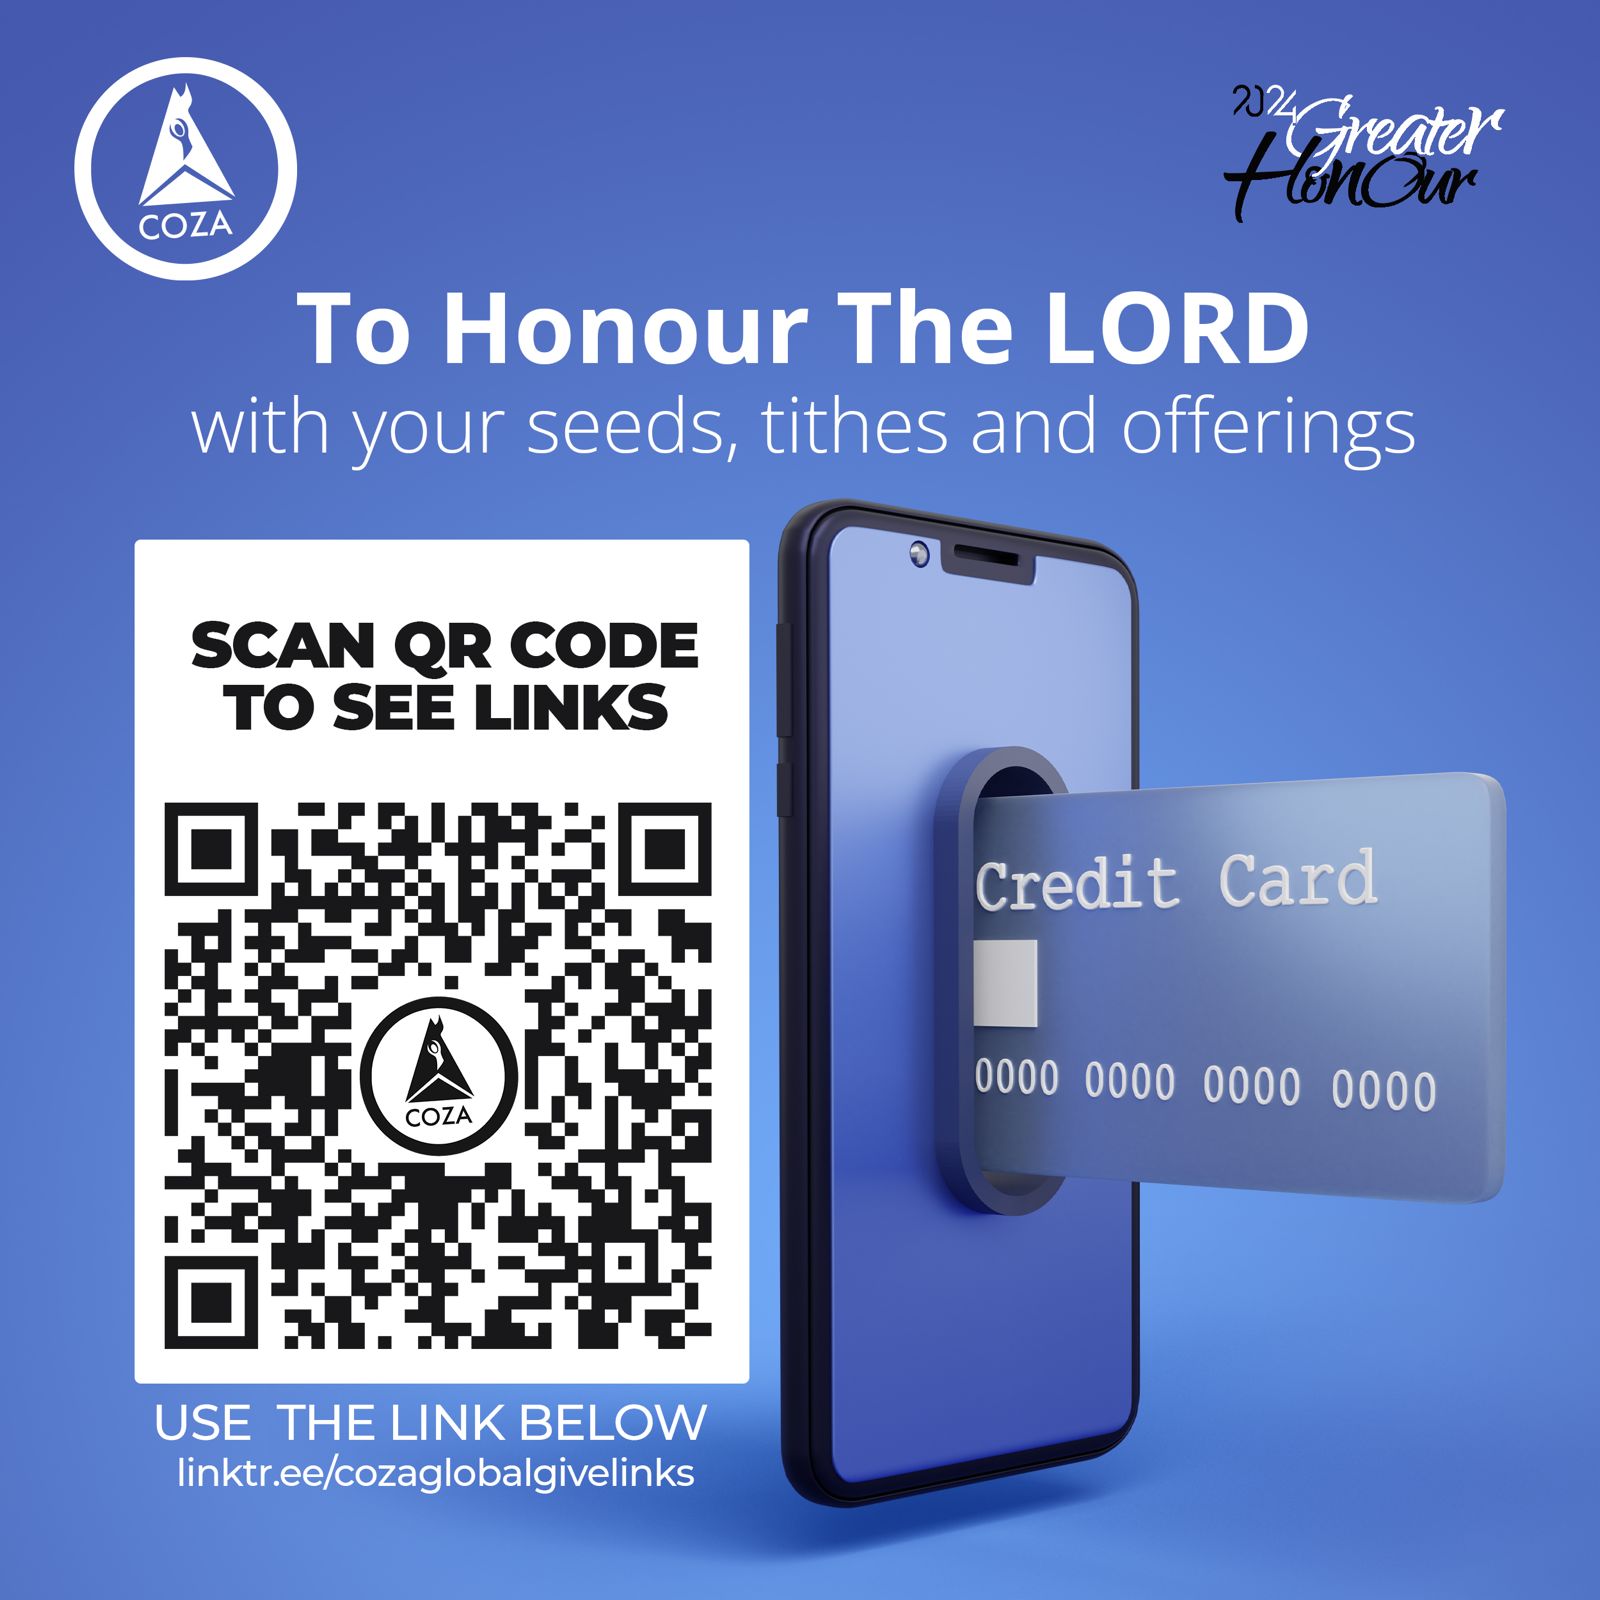 COZA
2024 Greater
HonOur
To Honour The LORD
with your seeds, tithes and offerings
SCAN QR CODE
TO SEE LINKS
COZA
USE THE LINK BELOW
linktr.ee/cozaglobalgivelinks
Credit Card
0000 0000 0000 0000